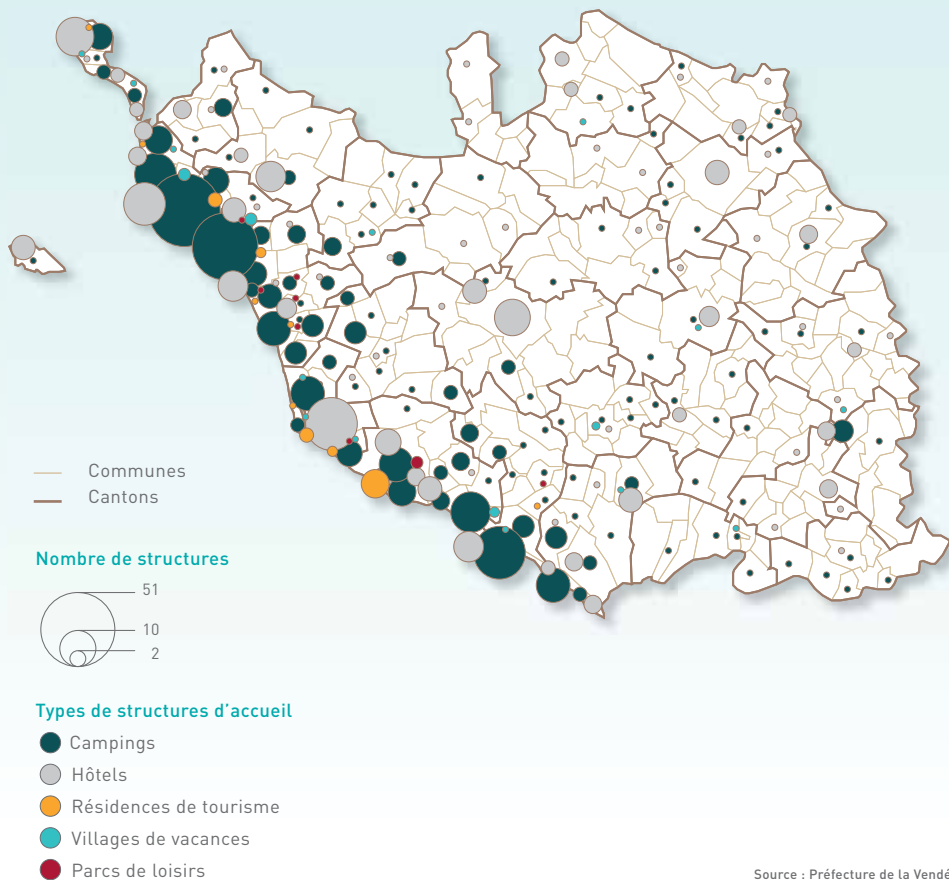 Communes
Cantons
Nombre de structures
51
10
2
Types de structures d'accueil
Campings
Hôtels
Résidences de tourisme
Villages de vacances
Parcs de loisirs
Source : Préfecture de la Vendé